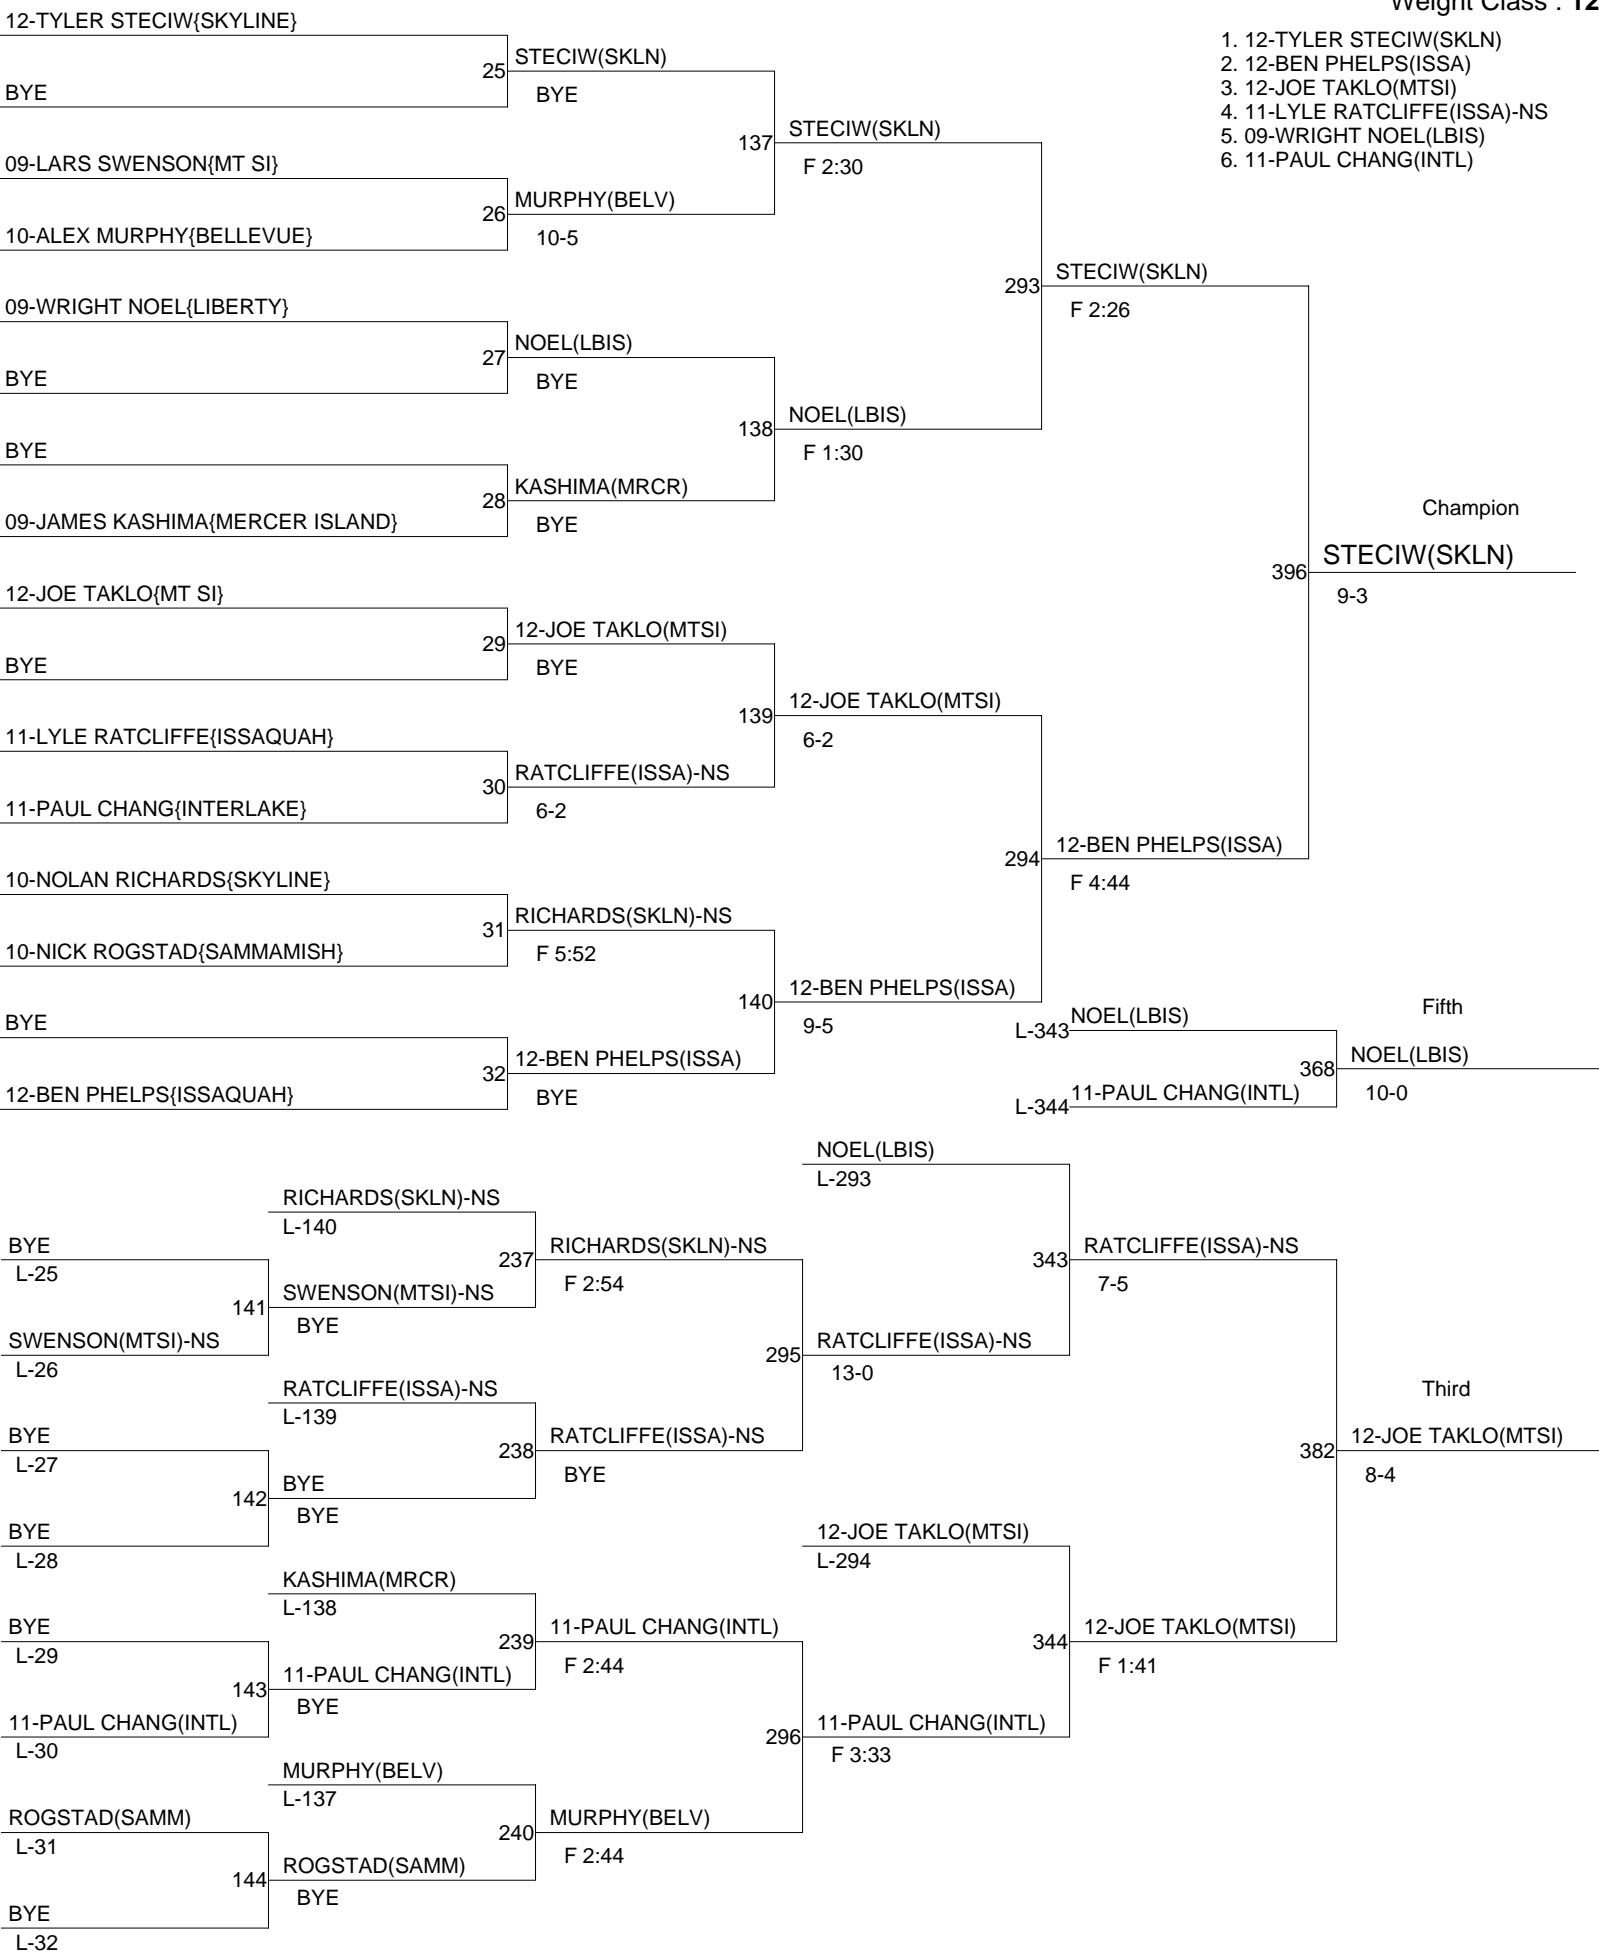 Weight Class : 12
1. 12-TYLER STECIW(SKLN)
2. 12-BEN PHELPS(ISSA)
3. 12-JOE TAKLO(MTSI)
4. 11-LYLE RATCLIFFE(ISSA)-NS
5. 09-WRIGHT NOEL(LBIS)
6. 11-PAUL CHANG(INTL)
12-TYLER STECIW{SKYLINE}
25
STECIW(SKLN)
BYE
BYE
137
STECIW(SKLN)
F 2:30
09-LARS SWENSON{MT SI}
26
MURPHY(BELV)
10-5
10-ALEX MURPHY{BELLEVUE}
293
STECIW(SKLN)
F 2:26
09-WRIGHT NOEL{LIBERTY}
27
NOEL(LBIS)
BYE
BYE
138
NOEL(LBIS)
F 1:30
BYE
28
KASHIMA(MRCR)
BYE
09-JAMES KASHIMA{MERCER ISLAND}
Champion
396
STECIW(SKLN)
9-3
12-JOE TAKLO{MT SI}
29
12-JOE TAKLO(MTSI)
BYE
BYE
139
12-JOE TAKLO(MTSI)
6-2
11-LYLE RATCLIFFE{ISSAQUAH}
30
RATCLIFFE(ISSA)-NS
6-2
11-PAUL CHANG{INTERLAKE}
294
12-BEN PHELPS(ISSA)
F 4:44
10-NOLAN RICHARDS{SKYLINE}
31
RICHARDS(SKLN)-NS
F 5:52
10-NICK ROGSTAD{SAMMAMISH}
140
12-BEN PHELPS(ISSA)
9-5
BYE
32
12-BEN PHELPS(ISSA)
BYE
12-BEN PHELPS{ISSAQUAH}
Fifth
L-343
NOEL(LBIS)
368
NOEL(LBIS)
10-0
L-344
11-PAUL CHANG(INTL)
NOEL(LBIS)
L-293
RICHARDS(SKLN)-NS
L-140
BYE
L-25
237
RICHARDS(SKLN)-NS
F 2:54
343
RATCLIFFE(ISSA)-NS
7-5
141
SWENSON(MTSI)-NS
BYE
SWENSON(MTSI)-NS
L-26
295
RATCLIFFE(ISSA)-NS
13-0
RATCLIFFE(ISSA)-NS
L-139
Third
BYE
L-27
238
RATCLIFFE(ISSA)-NS
BYE
382
12-JOE TAKLO(MTSI)
8-4
142
BYE
BYE
BYE
L-28
12-JOE TAKLO(MTSI)
L-294
KASHIMA(MRCR)
L-138
BYE
L-29
239
11-PAUL CHANG(INTL)
F 2:44
344
12-JOE TAKLO(MTSI)
F 1:41
143
11-PAUL CHANG(INTL)
BYE
11-PAUL CHANG(INTL)
L-30
296
11-PAUL CHANG(INTL)
F 3:33
MURPHY(BELV)
L-137
ROGSTAD(SAMM)
L-31
240
MURPHY(BELV)
F 2:44
144
ROGSTAD(SAMM)
BYE
BYE
L-32